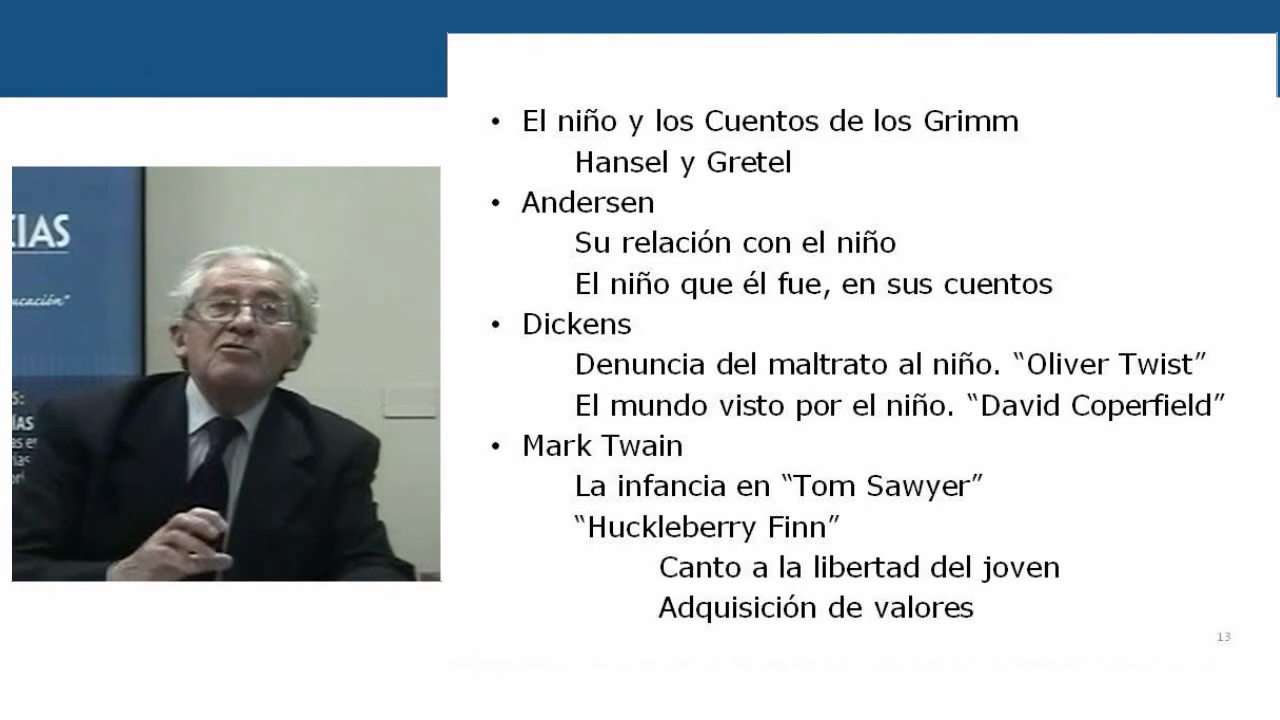 • El niño y los Cuentos de los Grimm
Hansel y Gretel
• Andersen
Su relación con el niño
El niño que él fue, en sus cuentos
• Dickens
Denuncia del maltrato al niño. “Oliver Twist”
El mundo visto por el niño. “David Coperfield”
• Mark Twain
La infancia en “Tom Sawyer”
“Huckleberry Finn”
Canto a la libertad del joven
Adquisición de valores
13